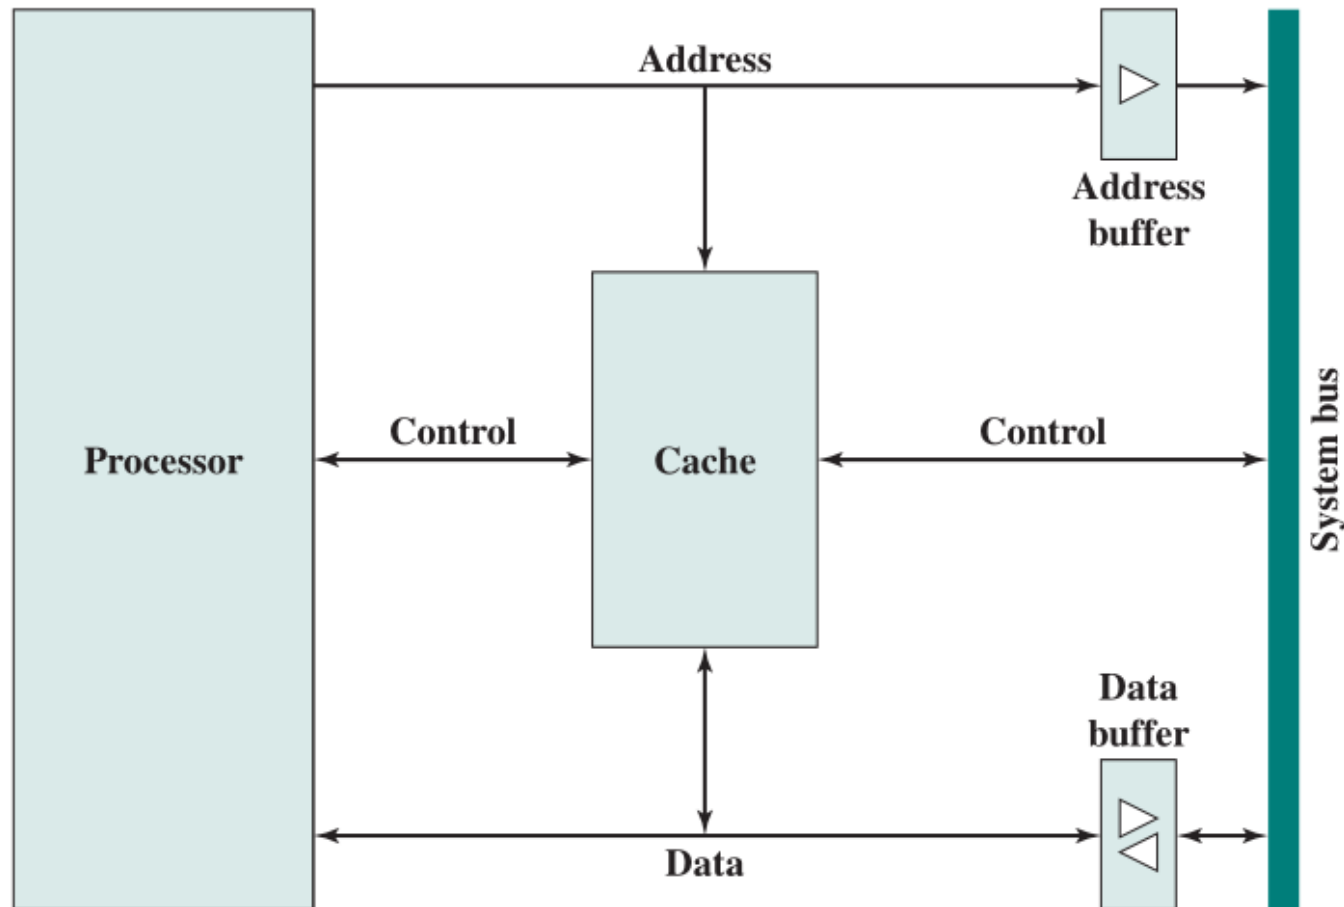 Address
Address
buffer
Control
Control
Processor
Cache
System bus
Data
buffer
Data